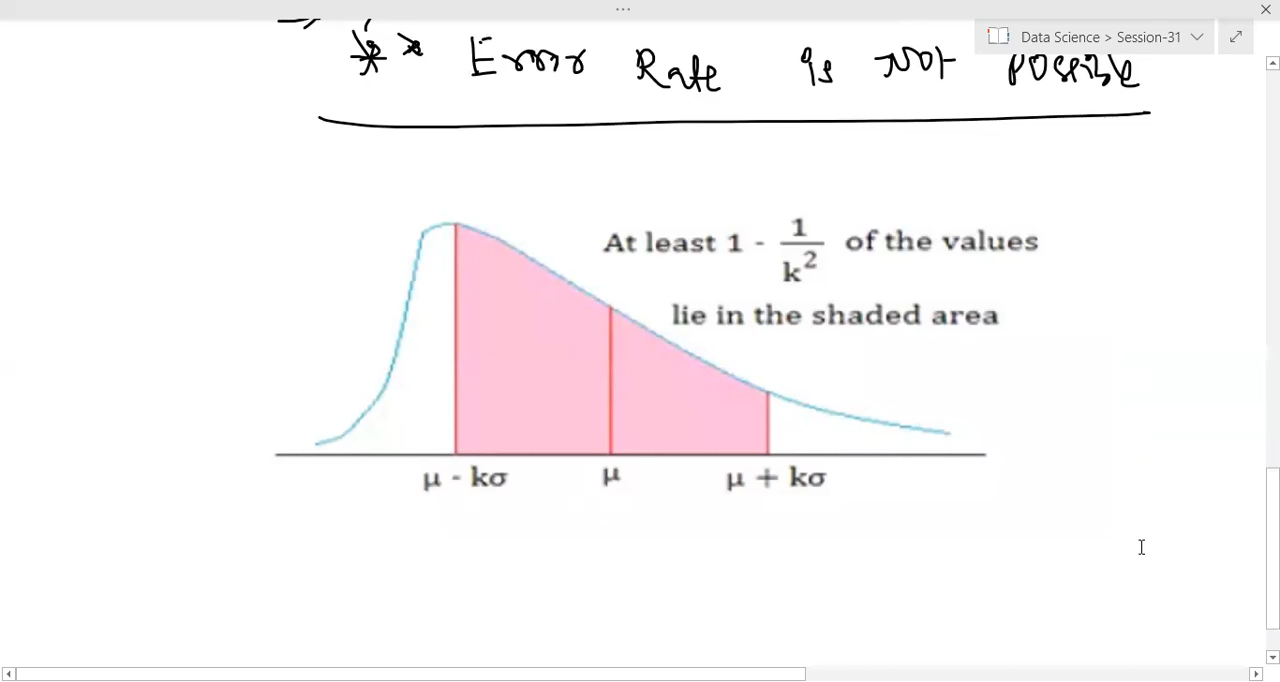 Data Science > Session-31
** Error Rate is Not Possible
At least 1 - 1/k² of the values
lie in the shaded area
μ - kσ μ μ + kσ